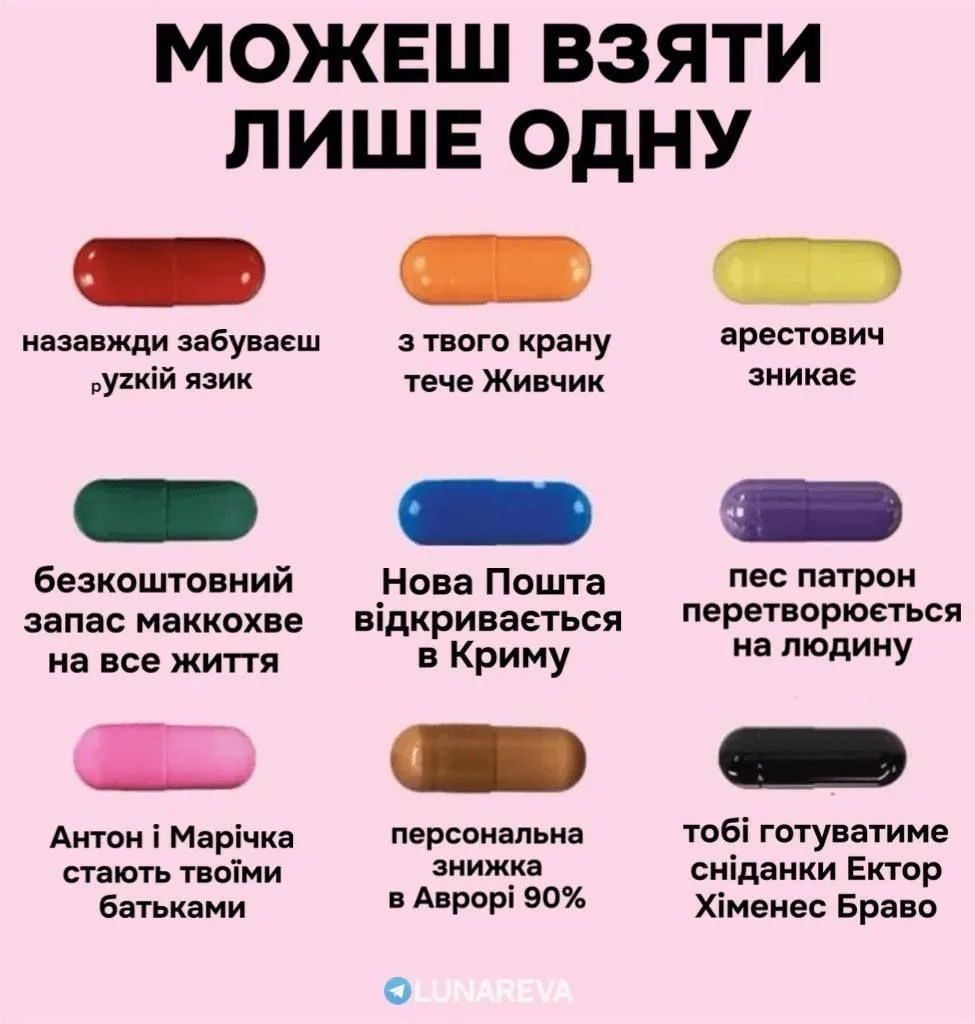 МОЖЕШ ВЗЯТИ
ЛИШЕ ОДНУ
назавжди забуваєш
рyzкій язик
з твого крану
тече Живчик
арестович
зникає
безкоштовний
запас маккохве
на все життя
Нова Пошта
відкривається
в Криму
пес патрон
перетворюється
на людину
Антон і Марічка
стають твоїми
батьками
персональна
знижка
в Аврорі 90%
тобі готуватиме
сніданки Ектор
Хіменес Браво
LUNAREVA